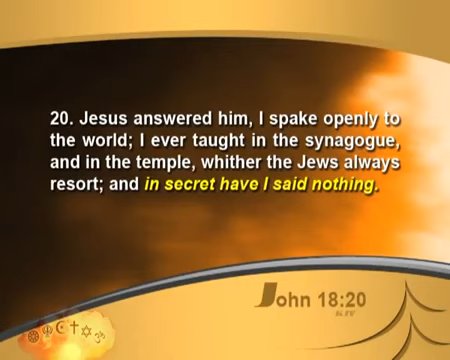 20. Jesus answered him, I spake openly to
the world; I ever taught in the synagogue,
and in the temple, whither the Jews always
resort; and in secret have I said nothing.
John 18:20
KJV